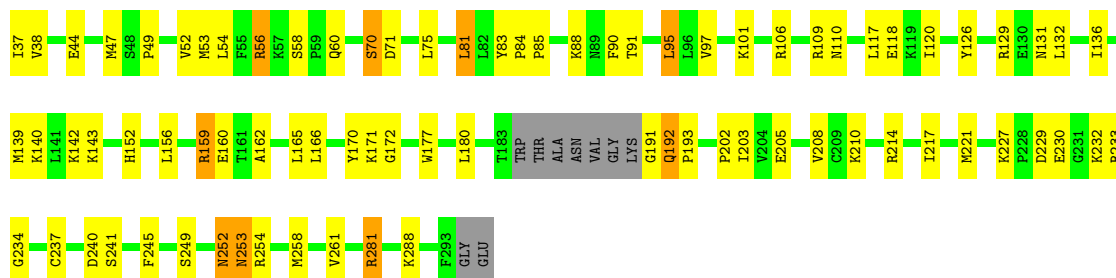 I37 V38 E44 M47 S48 P49 V52 M53 L54 F55 R56 K57 S58 P59 Q60 S70 D71 L75 L81 L82 Y83 P84 P85 K88 N89 F90 T91 L95 L96 V97 K101 R106 R109 N110 L117 E118 K119 I120 Y126 R129 E130 N131 L132 I136
M139 K140 L141 K142 K143 H152 L156 R159 E160 T161 A162 L165 L166 Y170 K171 G172 W177 L180 T183 TRP THR ALA ASN VAL GLY LYS G191 Q192 P193 P202 I203 V204 E205 V208 C209 K210 R214 I217 M221 K227 P228 D229 E230 G231 K232
G234 C237 D240 S241 F245 S249 N252 N253 R254 M258 V261 R281 K288 F293 GLY GLU